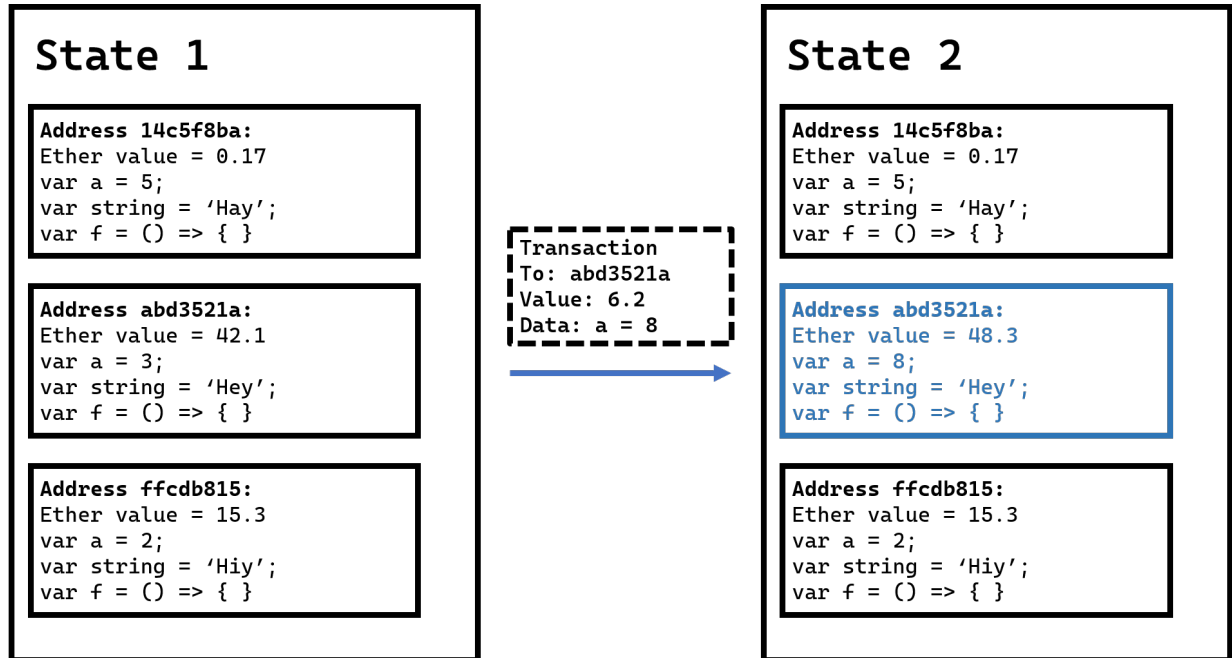 State 1
Address 14c5f8ba:
Ether value = 0.17
var a = 5;
var string = ‘Hay’;
var f = () => { }
Address abd3521a:
Ether value = 42.1
var a = 3;
var string = ‘Hey’;
var f = () => { }
Address ffcdb815:
Ether value = 15.3
var a = 2;
var string = ‘Hiy’;
var f = () => { }
Transaction
To: abd3521a
Value: 6.2
Data: a = 8
State 2
Address 14c5f8ba:
Ether value = 0.17
var a = 5;
var string = ‘Hay’;
var f = () => { }
Address abd3521a:
Ether value = 48.3
var a = 8;
var string = ‘Hey’;
var f = () => { }
Address ffcdb815:
Ether value = 15.3
var a = 2;
var string = ‘Hiy’;
var f = () => { }